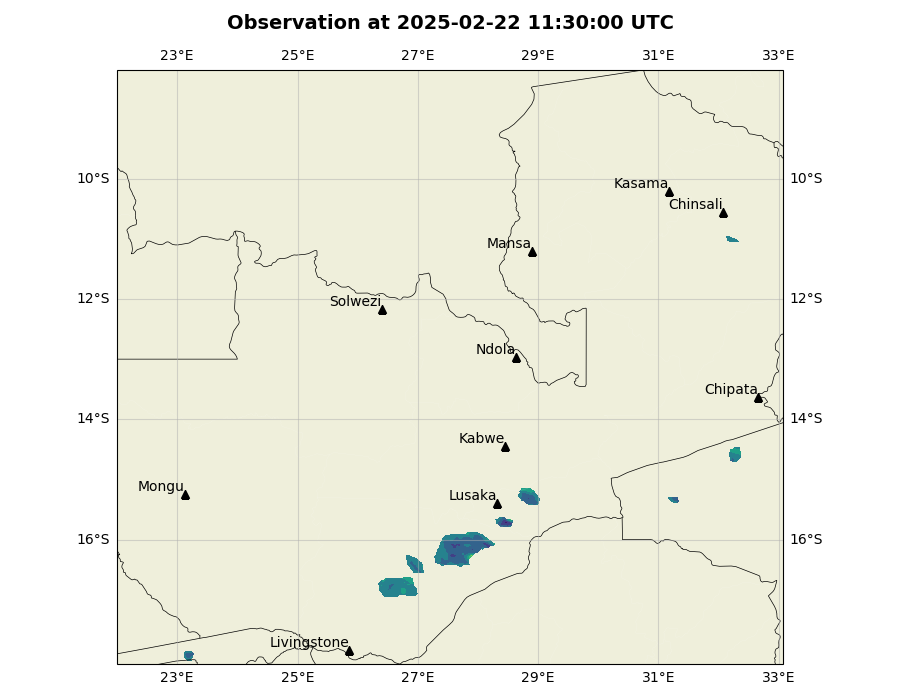 Observation at 2025-02-22 11:30:00 UTC
23°E 25°E 27°E 29°E 31°E 33°E
10°S 10°S
Kasama
Chinsali
Mansa
12°S 12°S
Solwezi
Ndola
Chipata
14°S 14°S
Kabwe
Mongu
Lusaka
16°S 16°S
Livingstone
23°E 25°E 27°E 29°E 31°E 33°E